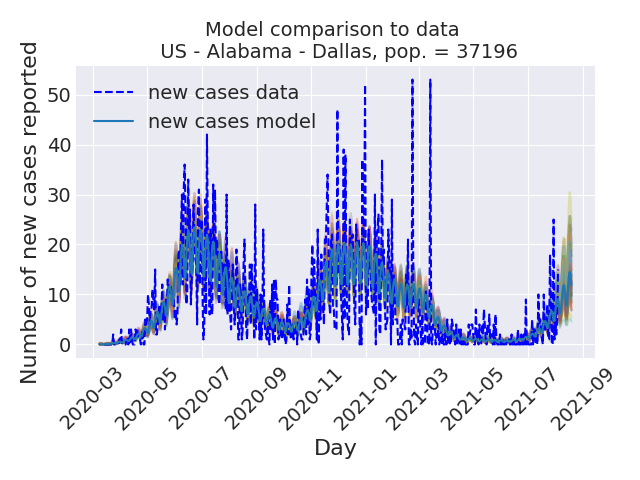 Model comparison to data
US - Alabama - Dallas, pop. = 37196
Number of new cases reported
50
40
30
20
10
0
new cases data
new cases model
2020-03
2020-05
2020-07
2020-09
2020-11
2021-01
2021-03
2021-05
2021-07
2021-09
Day